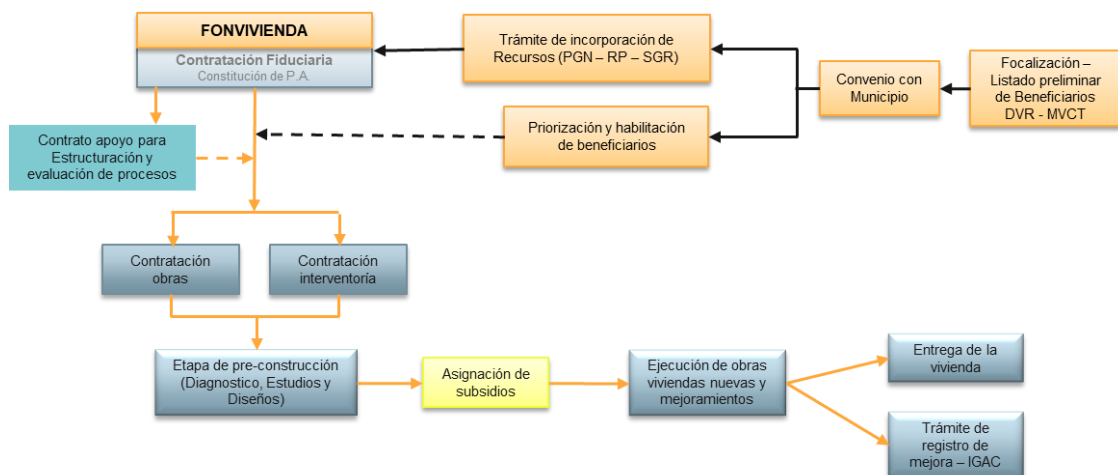 FONVIVIENDA
Contratación Fiduciaria
Constitución de P.A.
Trámite de incorporación de
Recursos (PGN – RP – SGR)
Convenio con
Municipio
Focalización –
Listado preliminar
de Beneficiarios
DVR - MVCT
Contrato apoyo para
Estructuración y
evaluación de procesos
Priorización y habilitación
de beneficiarios
Contratación
obras
Contratación
interventoría
Etapa de pre-construcción
(Diagnostico, Estudios y
Diseños)
Asignación de
subsidios
Ejecución de obras
viviendas nuevas y
mejoramientos
Entrega de la
vivienda
Trámite de
registro de
mejora – IGAC